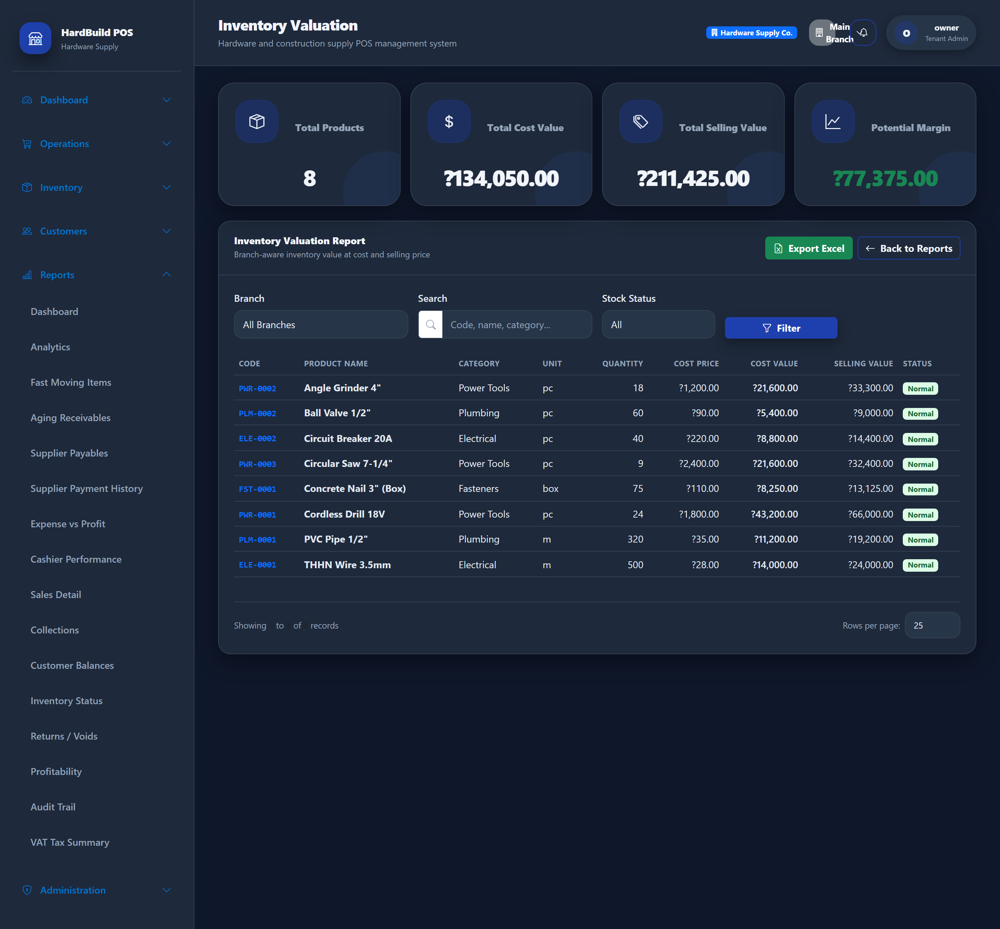 HardBuild POS
Hardware Supply
Dashboard
Operations
Inventory
Customers
Reports
Dashboard
Analytics
Fast Moving Items
Aging Receivables
Supplier Payables
Supplier Payment History
Expense vs Profit
Cashier Performance
Sales Detail
Collections
Customer Balances
Inventory Status
Returns / Voids
Profitability
Audit Trail
VAT Tax Summary
Administration
Inventory Valuation
Hardware and construction supply POS management system
Hardware Supply Co.
Main
Branch
o
owner
Tenant Admin
Total Products
8
$
Total Cost Value
?134,050.00
Total Selling Value
?211,425.00
Potential Margin
?77,375.00
Inventory Valuation Report
Branch-aware inventory value at cost and selling price
Export Excel
Back to Reports
Branch
All Branches
Search
Code, name, category...
Stock Status
All
Filter
CODE PRODUCT NAME CATEGORY UNIT QUANTITY COST PRICE COST VALUE SELLING VALUE STATUS
PWR-0002 Angle Grinder 4" Power Tools pc 18 ?1,200.00 ?21,600.00 ?33,300.00 Normal
PLM-0002 Ball Valve 1/2" Plumbing pc 60 ?90.00 ?5,400.00 ?9,000.00 Normal
ELE-0002 Circuit Breaker 20A Electrical pc 40 ?220.00 ?8,800.00 ?14,400.00 Normal
PWR-0003 Circular Saw 7-1/4" Power Tools pc 9 ?2,400.00 ?21,600.00 ?32,400.00 Normal
FST-0001 Concrete Nail 3" (Box) Fasteners box 75 ?110.00 ?8,250.00 ?13,125.00 Normal
PWR-0001 Cordless Drill 18V Power Tools pc 24 ?1,800.00 ?43,200.00 ?66,000.00 Normal
PLM-0001 PVC Pipe 1/2" Plumbing m 320 ?35.00 ?11,200.00 ?19,200.00 Normal
ELE-0001 THHN Wire 3.5mm Electrical m 500 ?28.00 ?14,000.00 ?24,000.00 Normal
Showing to of records
Rows per page: 25